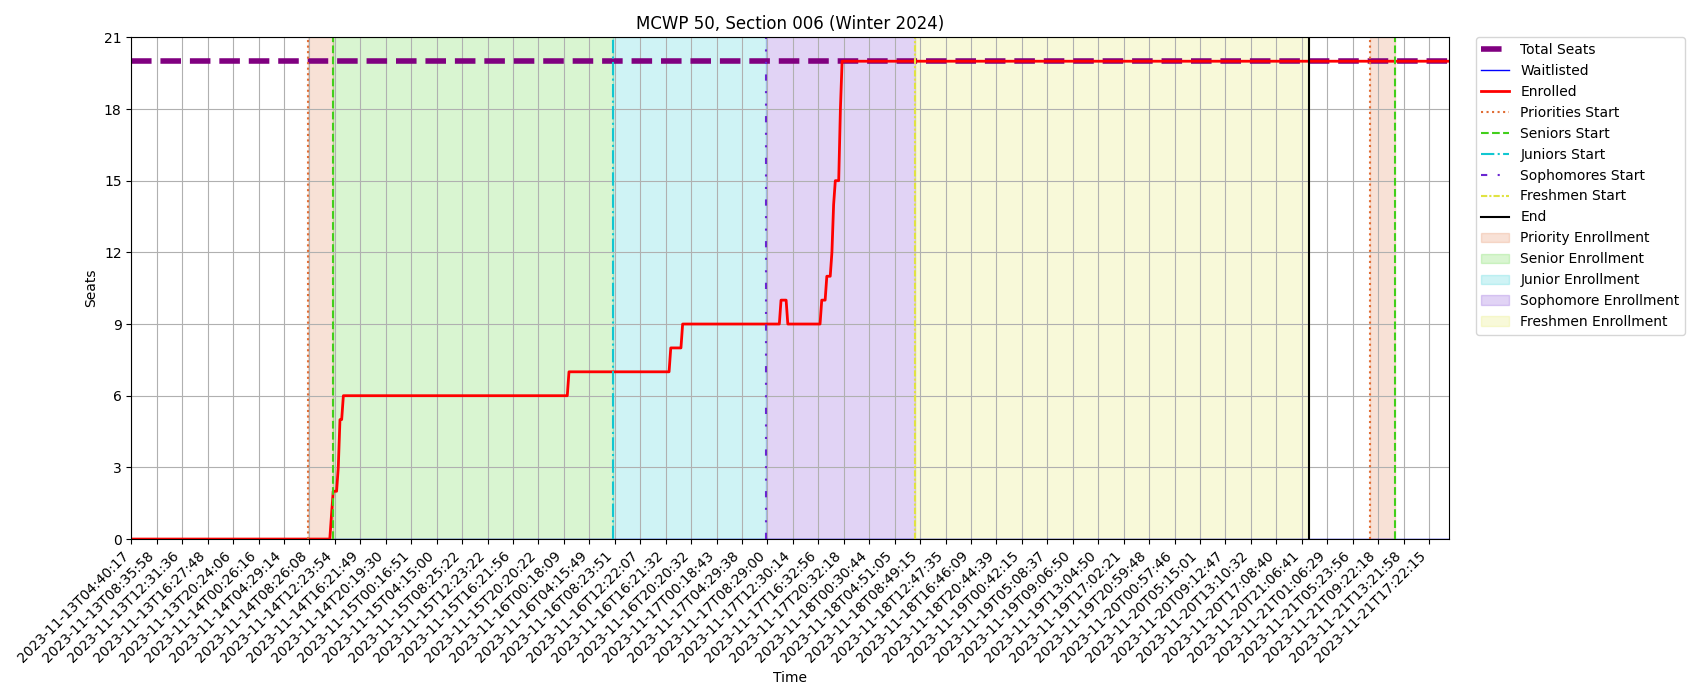 MCWP 50, Section 006 (Winter 2024)
21
18
15
12
9
6
3
0
Seats
2023-11-13T04:40:17
2023-11-13T08:35:58
2023-11-13T12:31:36
2023-11-13T16:27:48
2023-11-13T20:24:06
2023-11-14T00:26:16
2023-11-14T04:29:14
2023-11-14T08:26:08
2023-11-14T12:23:54
2023-11-14T16:21:49
2023-11-14T20:19:30
2023-11-15T00:16:51
2023-11-15T04:15:00
2023-11-15T08:25:22
2023-11-15T12:23:22
2023-11-15T16:21:56
2023-11-15T20:20:22
2023-11-16T00:18:09
2023-11-16T04:15:49
2023-11-16T08:23:51
2023-11-16T12:22:07
2023-11-16T16:21:32
2023-11-16T20:20:32
2023-11-17T00:18:43
2023-11-17T04:29:38
2023-11-17T08:29:00
2023-11-17T12:30:14
2023-11-17T16:32:56
2023-11-17T20:32:18
2023-11-18T00:30:44
2023-11-18T04:51:05
2023-11-18T08:49:15
2023-11-18T12:47:35
2023-11-18T16:46:09
2023-11-18T20:44:39
2023-11-19T00:42:15
2023-11-19T05:08:37
2023-11-19T09:06:50
2023-11-19T13:04:50
2023-11-19T17:02:21
2023-11-19T20:59:48
2023-11-20T00:57:46
2023-11-20T05:15:01
2023-11-20T09:12:47
2023-11-20T13:10:32
2023-11-20T17:08:40
2023-11-20T21:06:41
2023-11-21T01:06:29
2023-11-21T05:23:56
2023-11-21T09:22:18
2023-11-21T13:21:58
2023-11-21T17:22:15
Time
Total Seats
Waitlisted
Enrolled
Priorities Start
Seniors Start
Juniors Start
Sophomores Start
Freshmen Start
End
Priority Enrollment
Senior Enrollment
Junior Enrollment
Sophomore Enrollment
Freshmen Enrollment